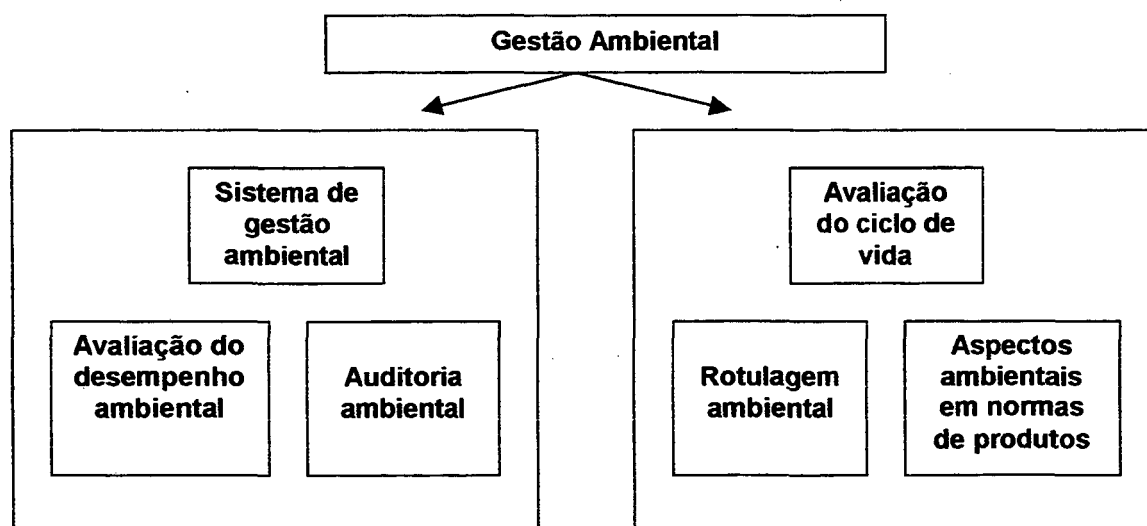 Gestão Ambiental
Sistema de
gestão
ambiental
Avaliação do
desempenho
ambiental
Auditoria
ambiental
Avaliação
do ciclo de
vida
Rotulagem
ambiental
Aspectos
ambientais
em normas
de produtos